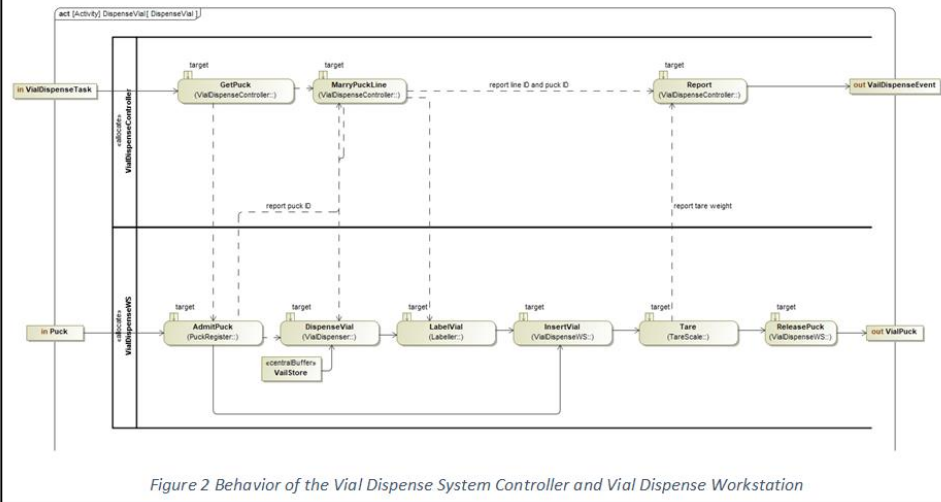 act [Activity] DispenseVial[ DispenseVial ]
«allocate»
VialDispenseController
in VialDispenseTask
target
GetPuck
(VialDispenseController::)
target
MarryPuckLine
(VialDispenseController::)
report line ID and puck ID
target
Report
(VialDispenseController::)
out VailDispenseEvent
report puck ID
report tare weight
«allocate»
VialDispenseWS
in Puck
target
AdmitPuck
(PuckRegister::)
target
DispenseVial
(VialDispenser::)
target
LabelVial
(Labeller::)
target
InsertVial
(VialDispenseWS::)
target
Tare
(TareScale::)
target
ReleasePuck
(VialDispenseWS::)
out VialPuck
«centralBuffer»
VailStore
Figure 2 Behavior of the Vial Dispense System Controller and Vial Dispense Workstation